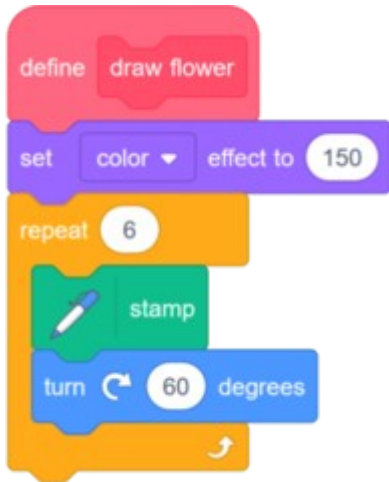 define draw flower
set color effect to 150
repeat 6
stamp
turn 60 degrees